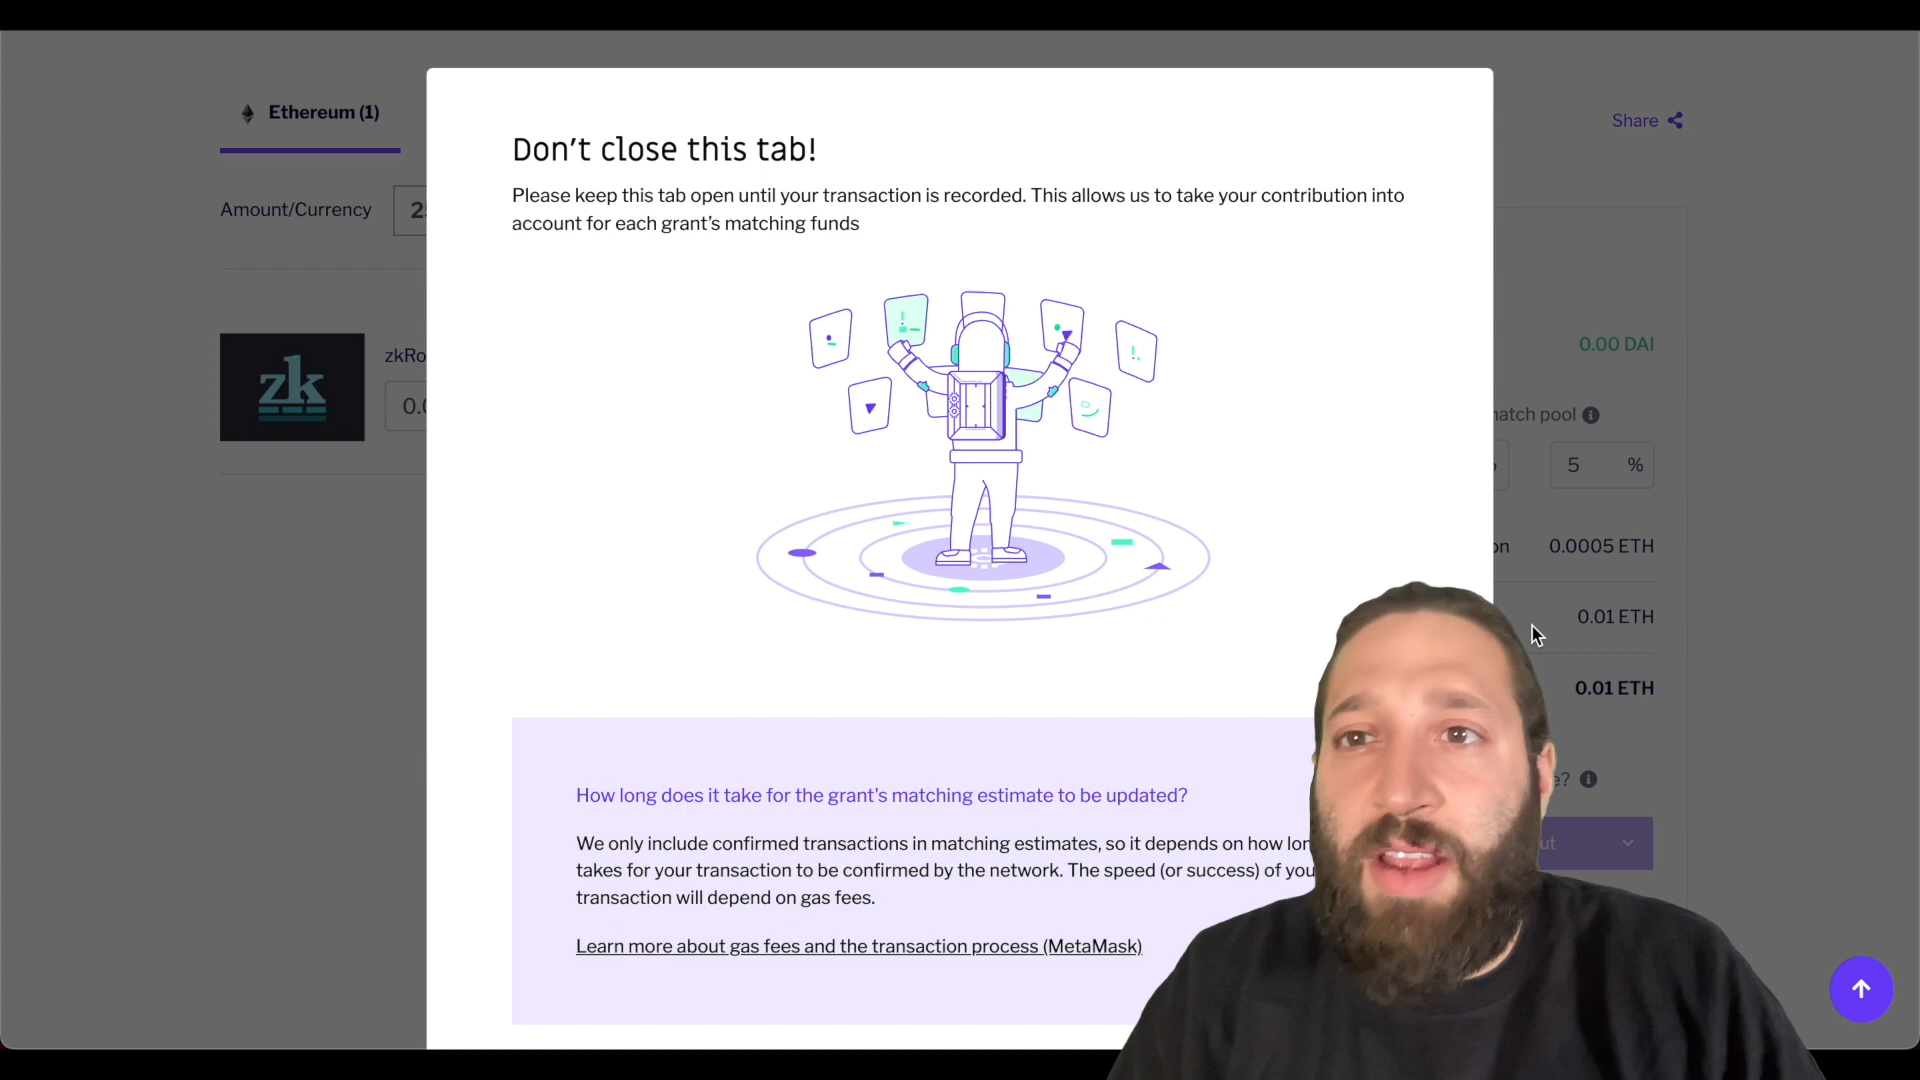 Ethereum (1)
Share
Don't close this tab!
Please keep this tab open until your transaction is recorded. This allows us to take your contribution into
account for each grant's matching funds
Amount/Currency
zk
zkRo
0.00 DAI
match pool
5 %
0.0005 ETH
0.01 ETH
0.01 ETH
How long does it take for the grant's matching estimate to be updated?
We only include confirmed transactions in matching estimates, so it depends on how lon
takes for your transaction to be confirmed by the network. The speed (or success) of you
transaction will depend on gas fees.
Learn more about gas fees and the transaction process (MetaMask)